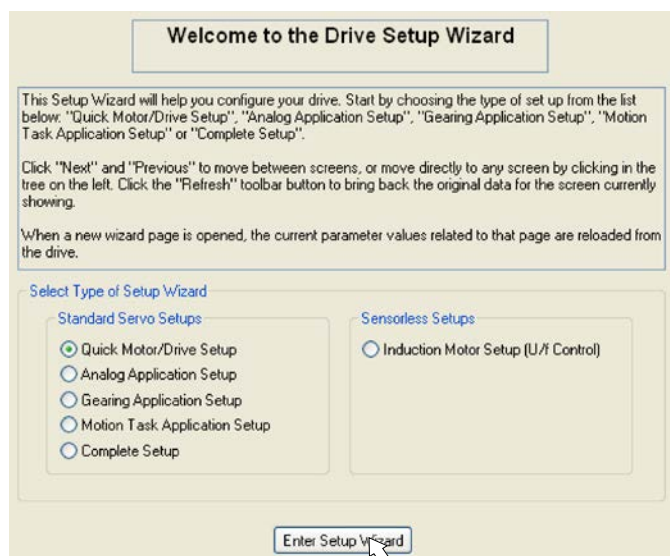 Welcome to the Drive Setup Wizard
This Setup Wizard will help you configure your drive. Start by choosing the type of set up from the list
below: "Quick Motor/Drive Setup", "Analog Application Setup", "Gearing Application Setup", "Motion
Task Application Setup" or "Complete Setup".
Click "Next" and "Previous" to move between screens, or move directly to any screen by clicking in the
tree on the left. Click the "Refresh" toolbar button to bring back the original data for the screen currently
showing.
When a new wizard page is opened, the current parameter values related to that page are reloaded from
the drive.
Select Type of Setup Wizard
Standard Servo Setups
Quick Motor/Drive Setup
Analog Application Setup
Gearing Application Setup
Motion Task Application Setup
Complete Setup
Sensorless Setups
Induction Motor Setup (U/f Control)
Enter Setup Wizard